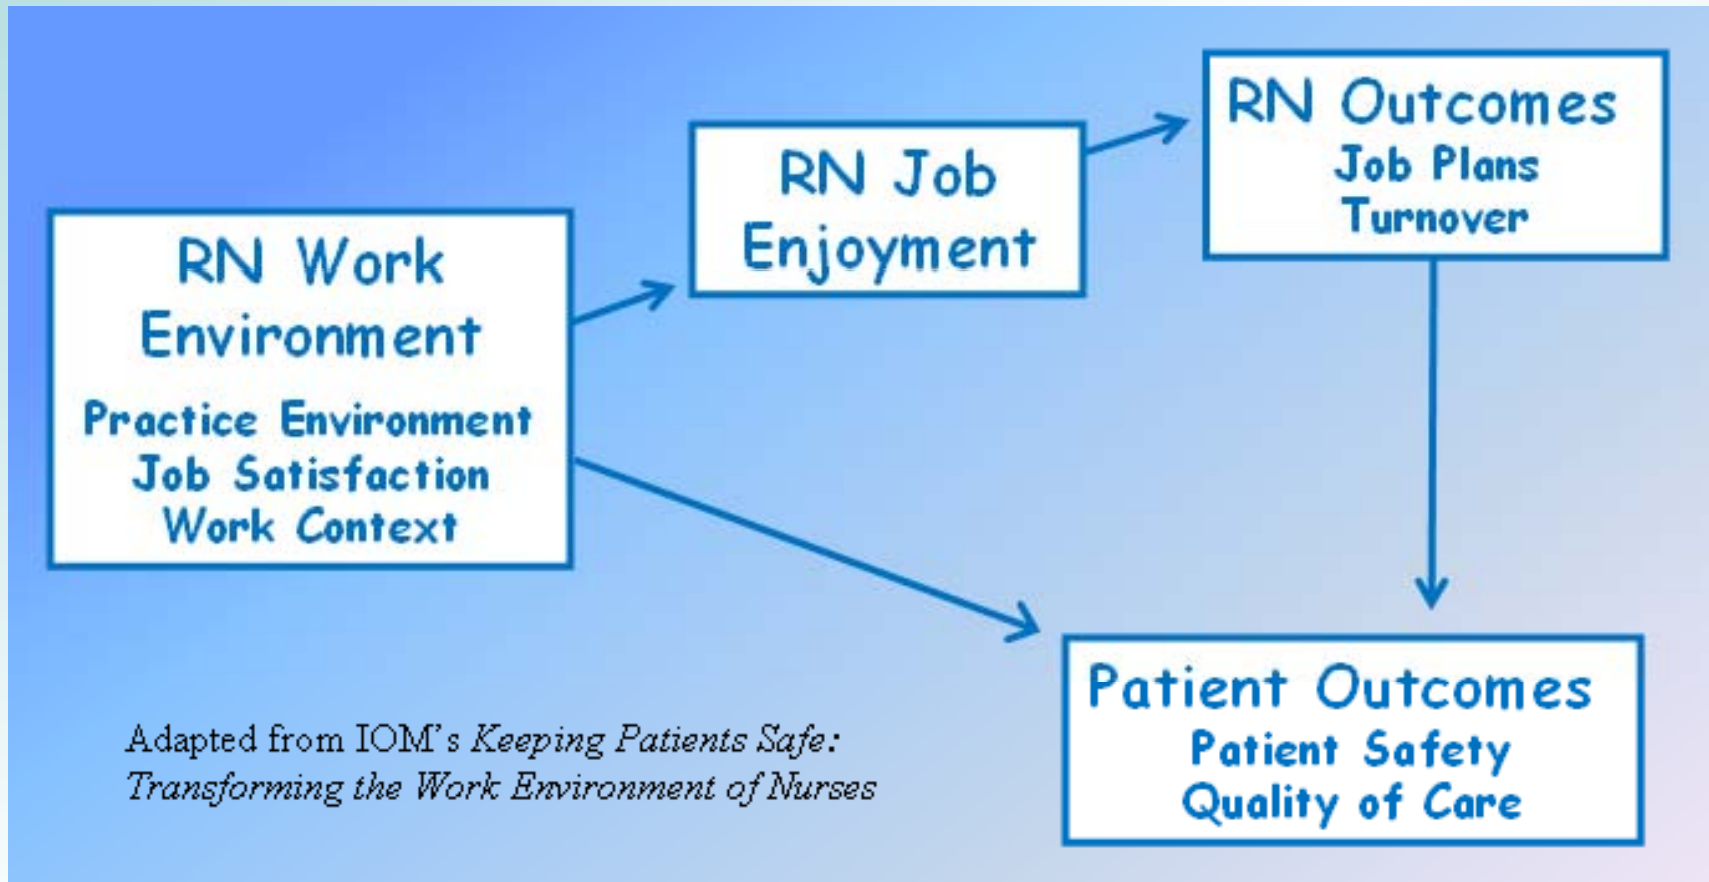 RN Work
Environment
Practice Environment
Job Satisfaction
Work Context
RN Job
Enjoyment
RN Outcomes
Job Plans
Turnover
Patient Outcomes
Patient Safety
Quality of Care
Adapted from IOM's Keeping Patients Safe:
Transforming the Work Environment of Nurses